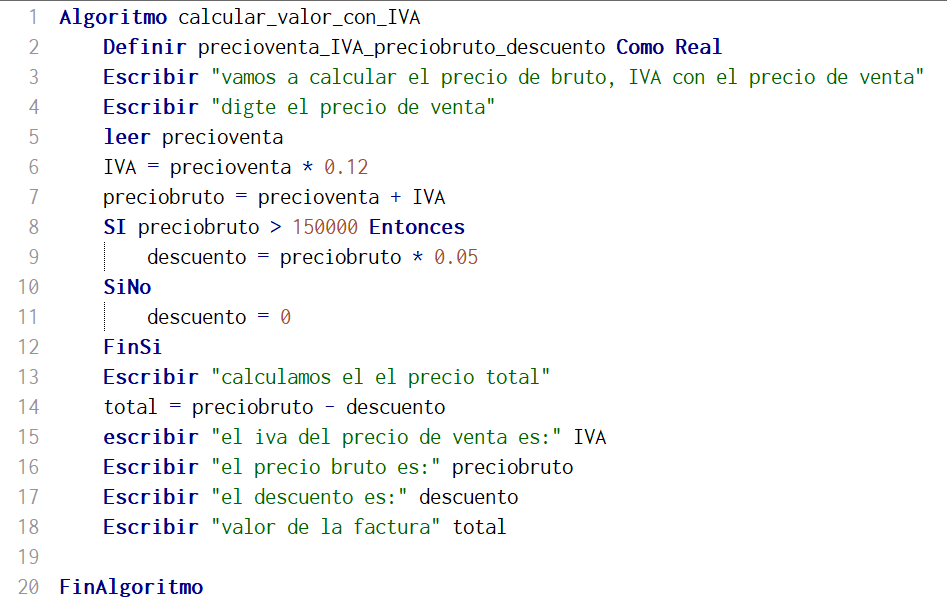 1 Algoritmo calcular_valor_con_IVA
2 Definir precioventa_IVA_preciobruto_descuento Como Real
3 Escribir "vamos a calcular el precio de bruto, IVA con el precio de venta"
4 Escribir "digte el precio de venta"
5 leer precioventa
6 IVA = precioventa * 0.12
7 preciobruto = precioventa + IVA
8 SI preciobruto > 150000 Entonces
9 descuento = preciobruto * 0.05
10 SiNo
11 descuento = 0
12 FinSi
13 Escribir "calculamos el el precio total"
14 total = preciobruto - descuento
15 escribir "el iva del precio de venta es:" IVA
16 Escribir "el precio bruto es:" preciobruto
17 Escribir "el descuento es:" descuento
18 Escribir "valor de la factura" total
19
20 FinAlgoritmo